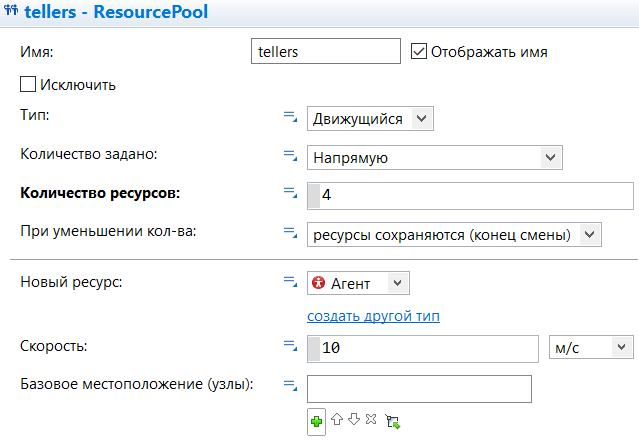 tellers - ResourcePool
Имя: tellers Отображать имя
Исключить
Тип: Движущийся
Количество задано: Напрямую
Количество ресурсов: 4
При уменьшении кол-ва: ресурсы сохраняются (конец смены)
Новый ресурс: Агент
создать другой тип
Скорость: 10 м/с
Базовое местоположение (узлы):